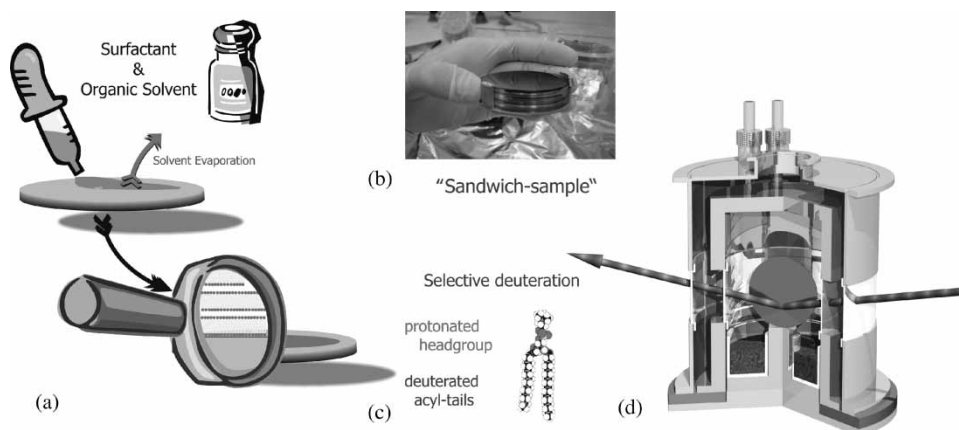 Surfactant
&
Organic Solvent
Solvent Evaporation
(a)
(b)
"Sandwich-sample"
Selective deuteration
protonated
headgroup
deuterated
acyl-tails
(c)
(d)